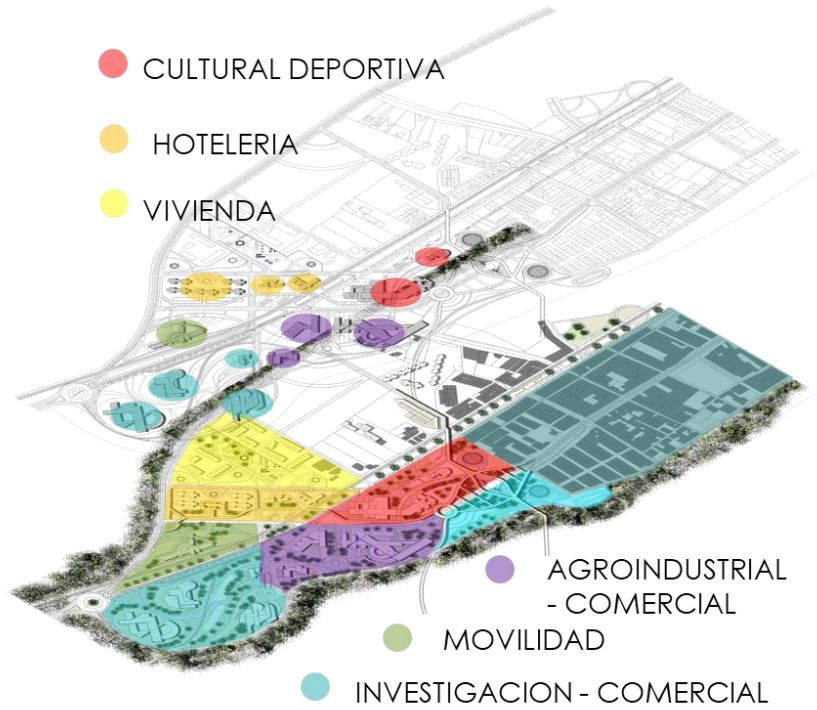 CULTURAL DEPORTIVA
HOTELERIA
VIVIENDA
AGROINDUSTRIAL
- COMERCIAL
MOVILIDAD
INVESTIGACION - COMERCIAL